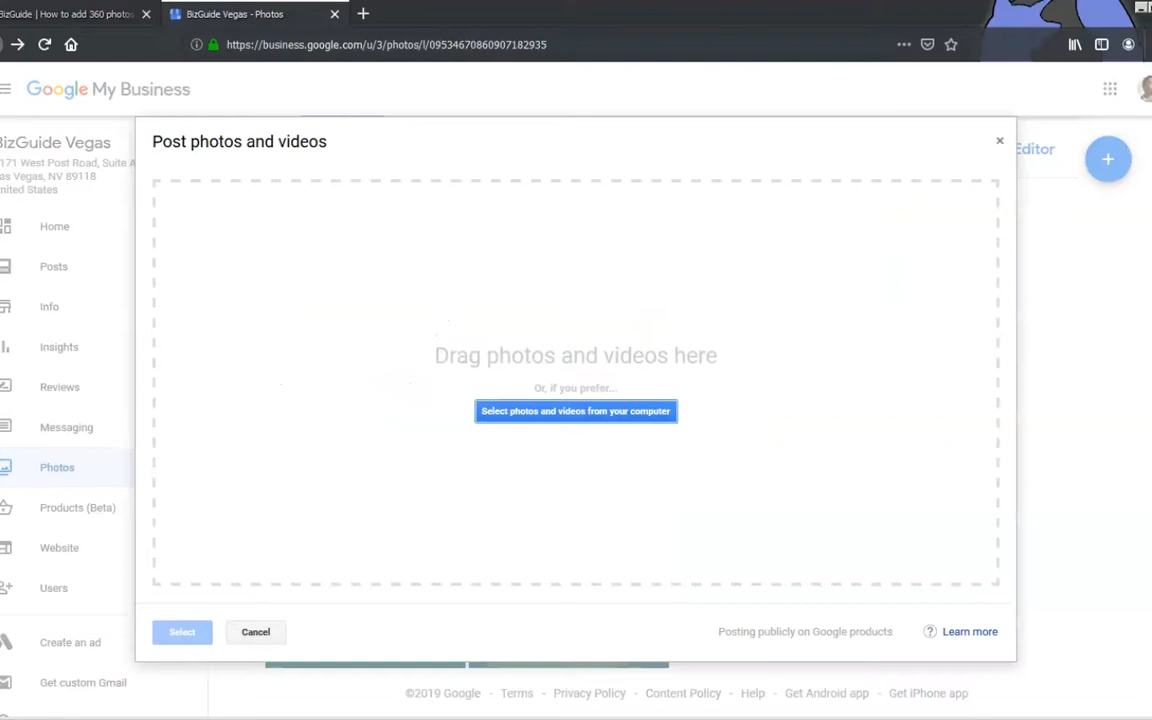 BizGuide | How to add 360 photos
BizGuide Vegas - Photos
https://business.google.com/u/3/photos/l/09534670860907182935
Google My Business
Post photos and videos
Editor
BizGuide Vegas
171 West Post Road, Suite A
as Vegas, NV 89118
nited States
Home
Posts
Info
Insights
Reviews
Messaging
Photos
Products (Beta)
Website
Users
Create an ad
Get custom Gmail
Drag photos and videos here
Or, if you prefer...
Select photos and videos from your computer
Select
Cancel
Posting publicly on Google products
? Learn more
©2019 Google - Terms - Privacy Policy - Content Policy - Help - Get Android app - Get iPhone app